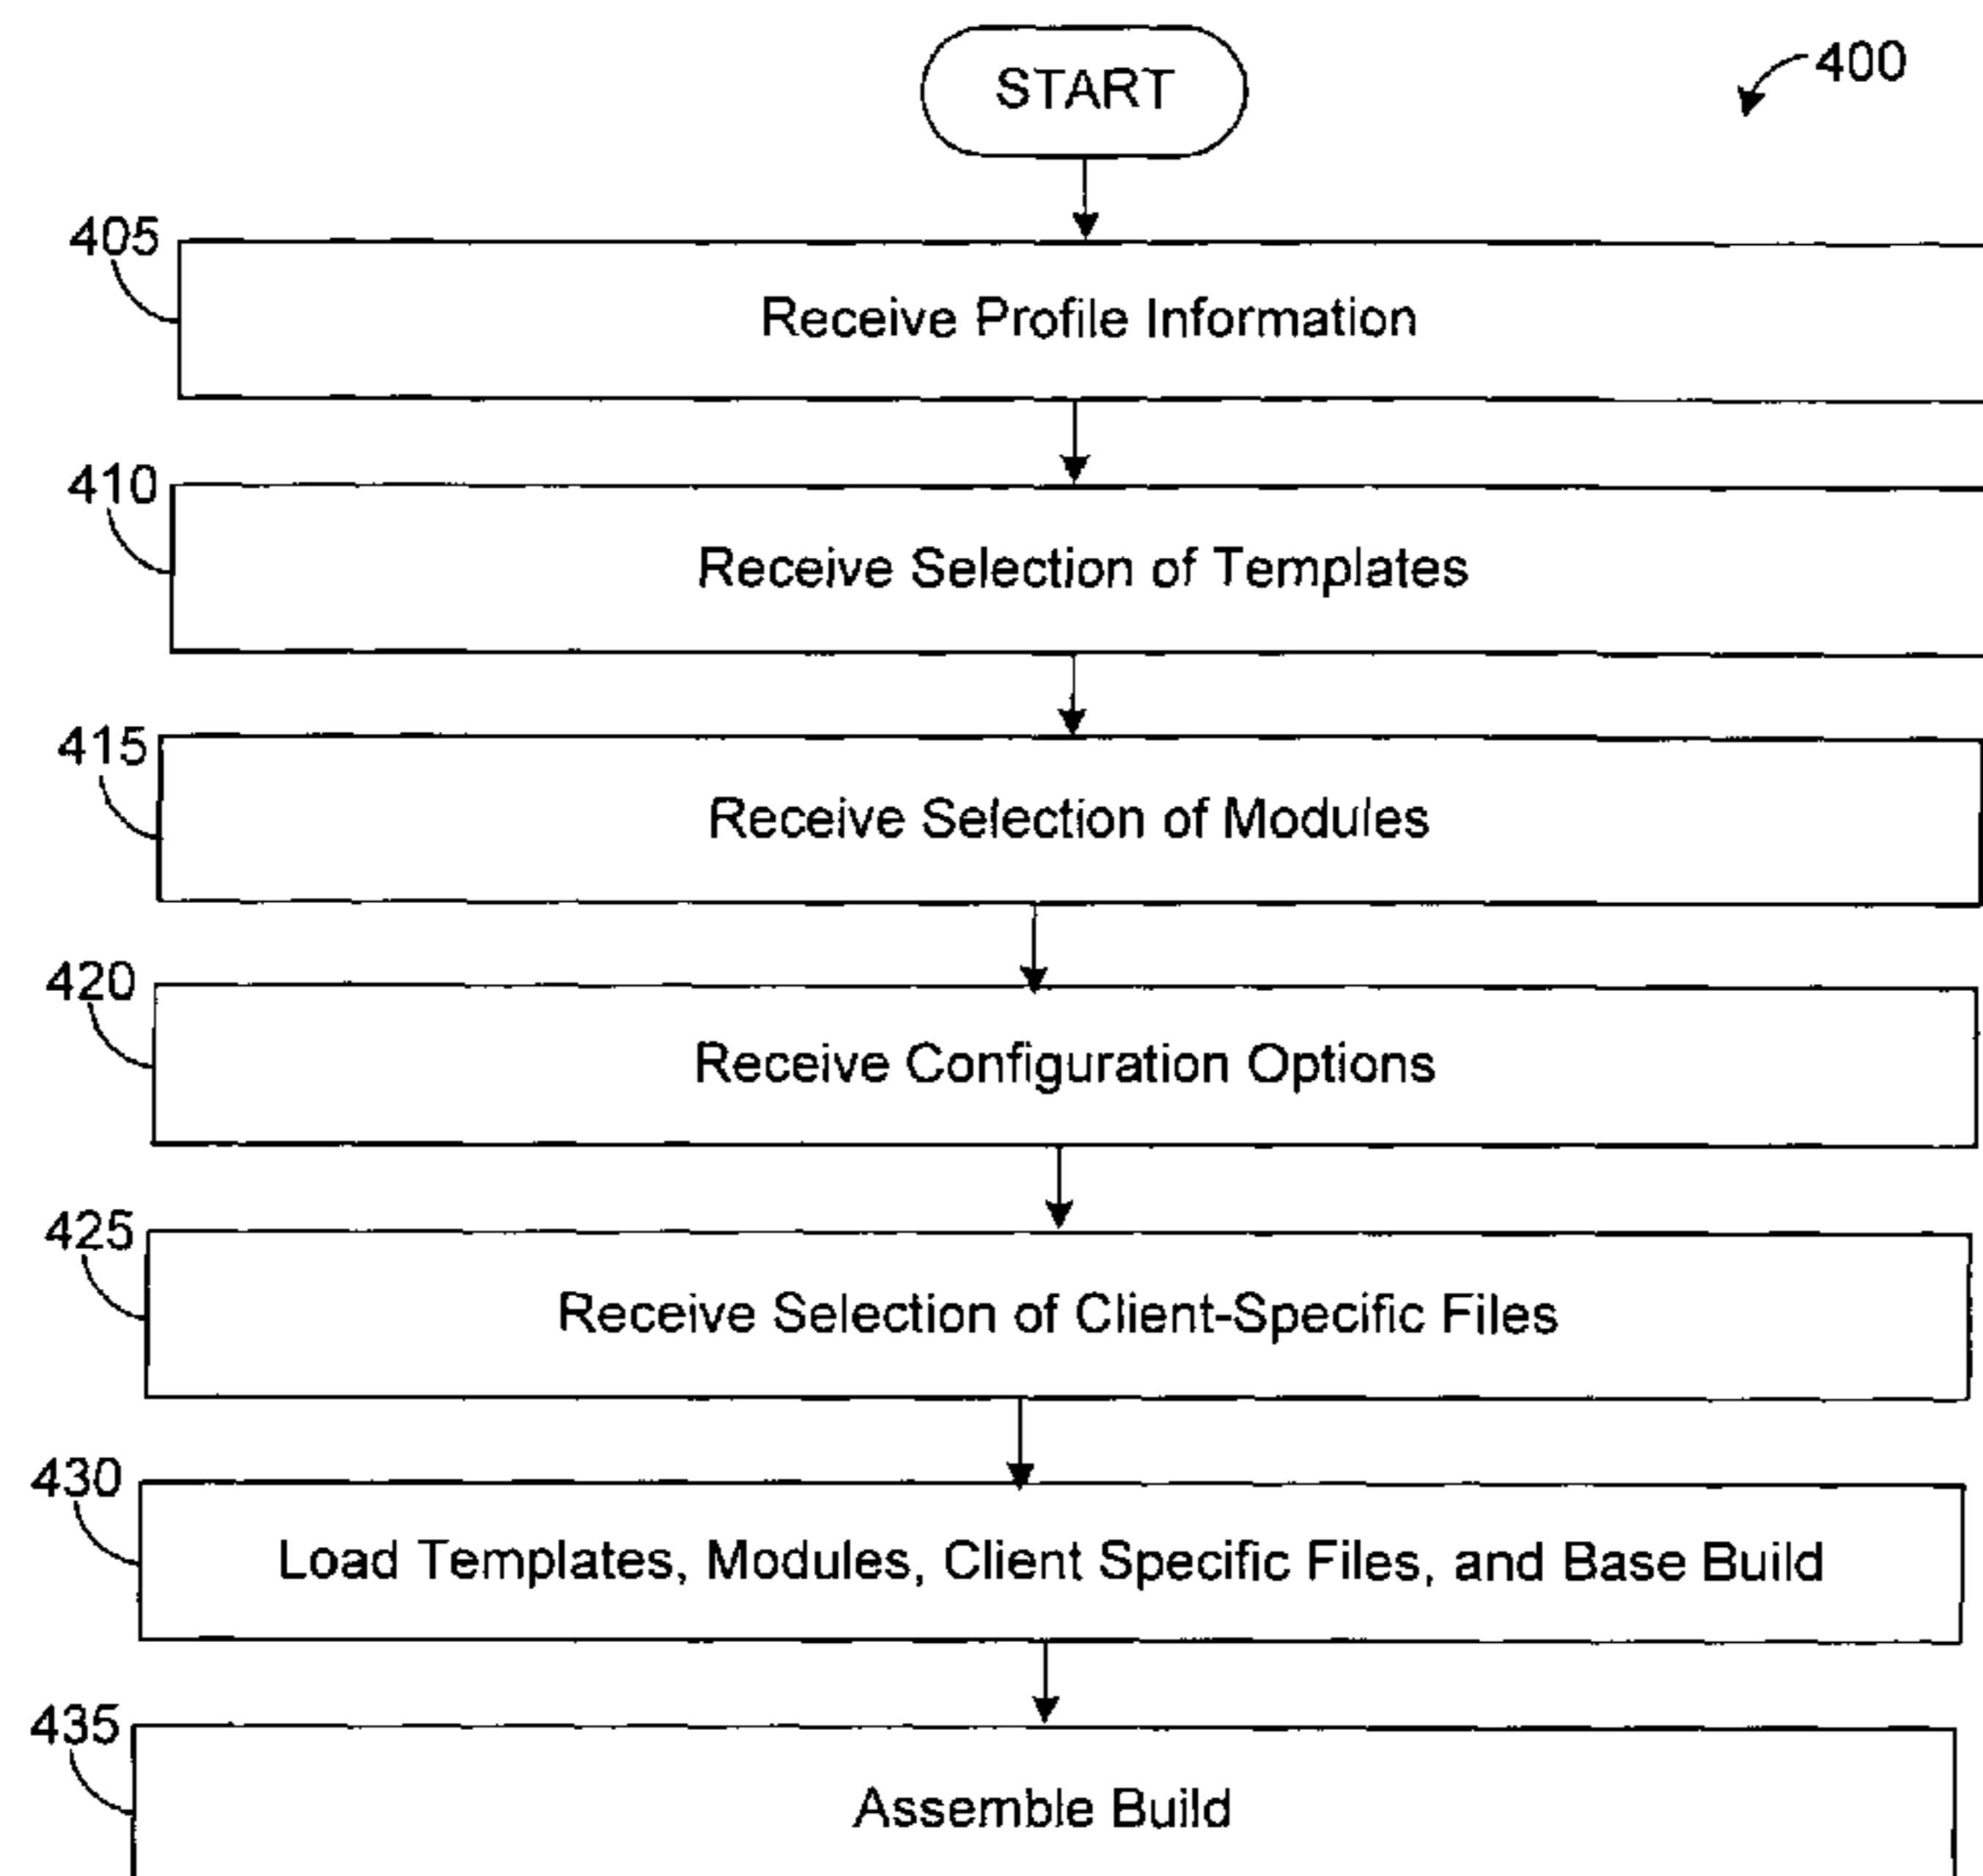 START
400
405
Receive Profile Information
410
Receive Selection of Templates
415
Receive Selection of Modules
420
Receive Configuration Options
425
Receive Selection of Client-Specific Files
430
Load Templates, Modules, Client Specific Files, and Base Build
435
Assemble Build